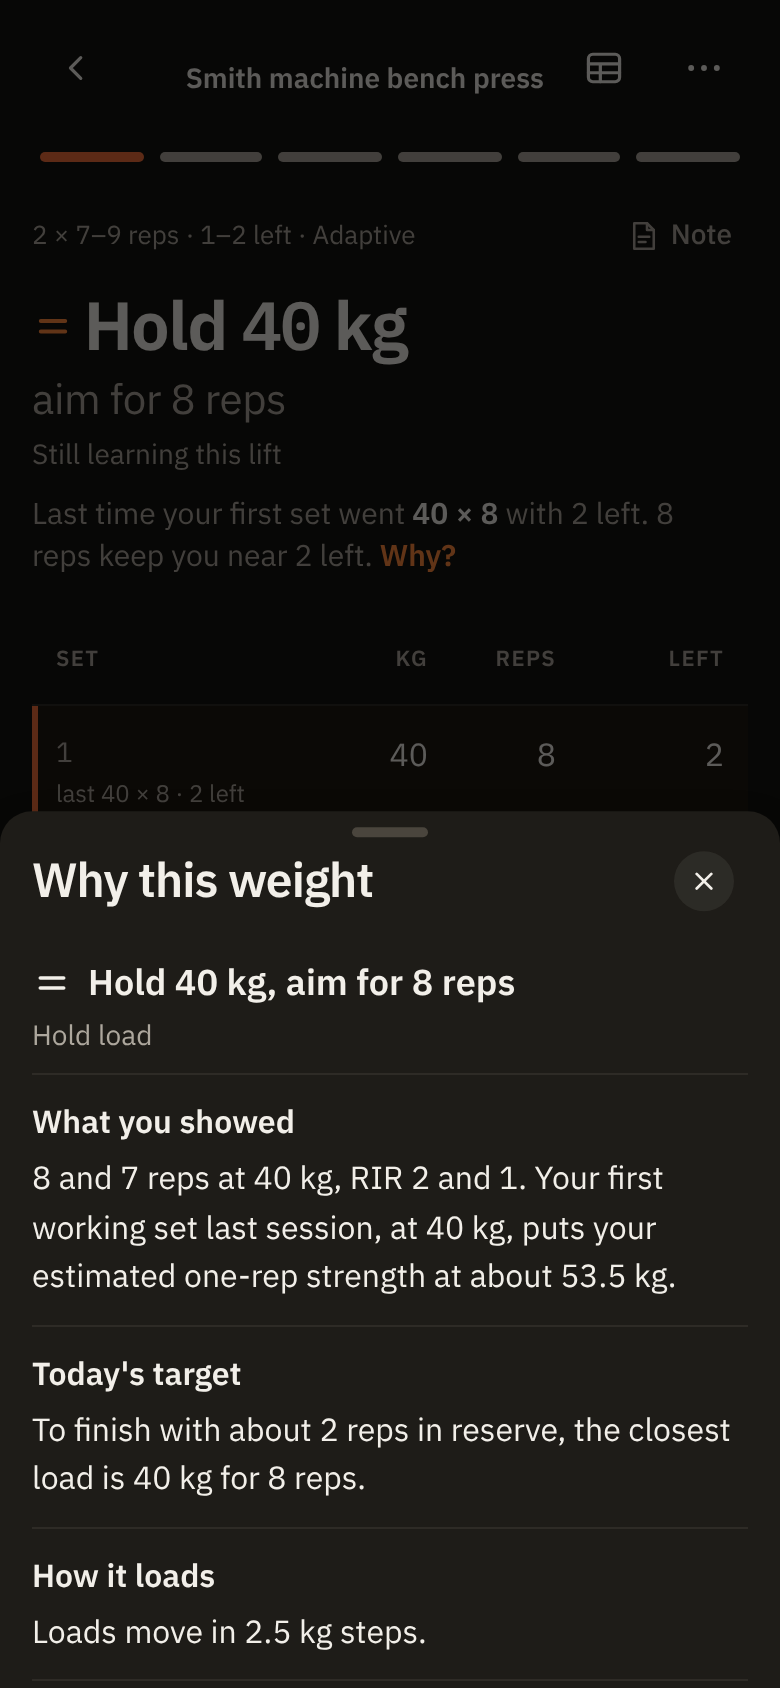 Smith machine bench press
2 × 7–9 reps · 1–2 left · Adaptive
Note
= Hold 40 kg
aim for 8 reps
Still learning this lift
Last time your first set went 40 × 8 with 2 left. 8
reps keep you near 2 left. Why?
SET KG REPS LEFT
1 40 8 2
last 40 × 8 · 2 left
Why this weight
= Hold 40 kg, aim for 8 reps
Hold load
What you showed
8 and 7 reps at 40 kg, RIR 2 and 1. Your first
working set last session, at 40 kg, puts your
estimated one-rep strength at about 53.5 kg.
Today's target
To finish with about 2 reps in reserve, the closest
load is 40 kg for 8 reps.
How it loads
Loads move in 2.5 kg steps.